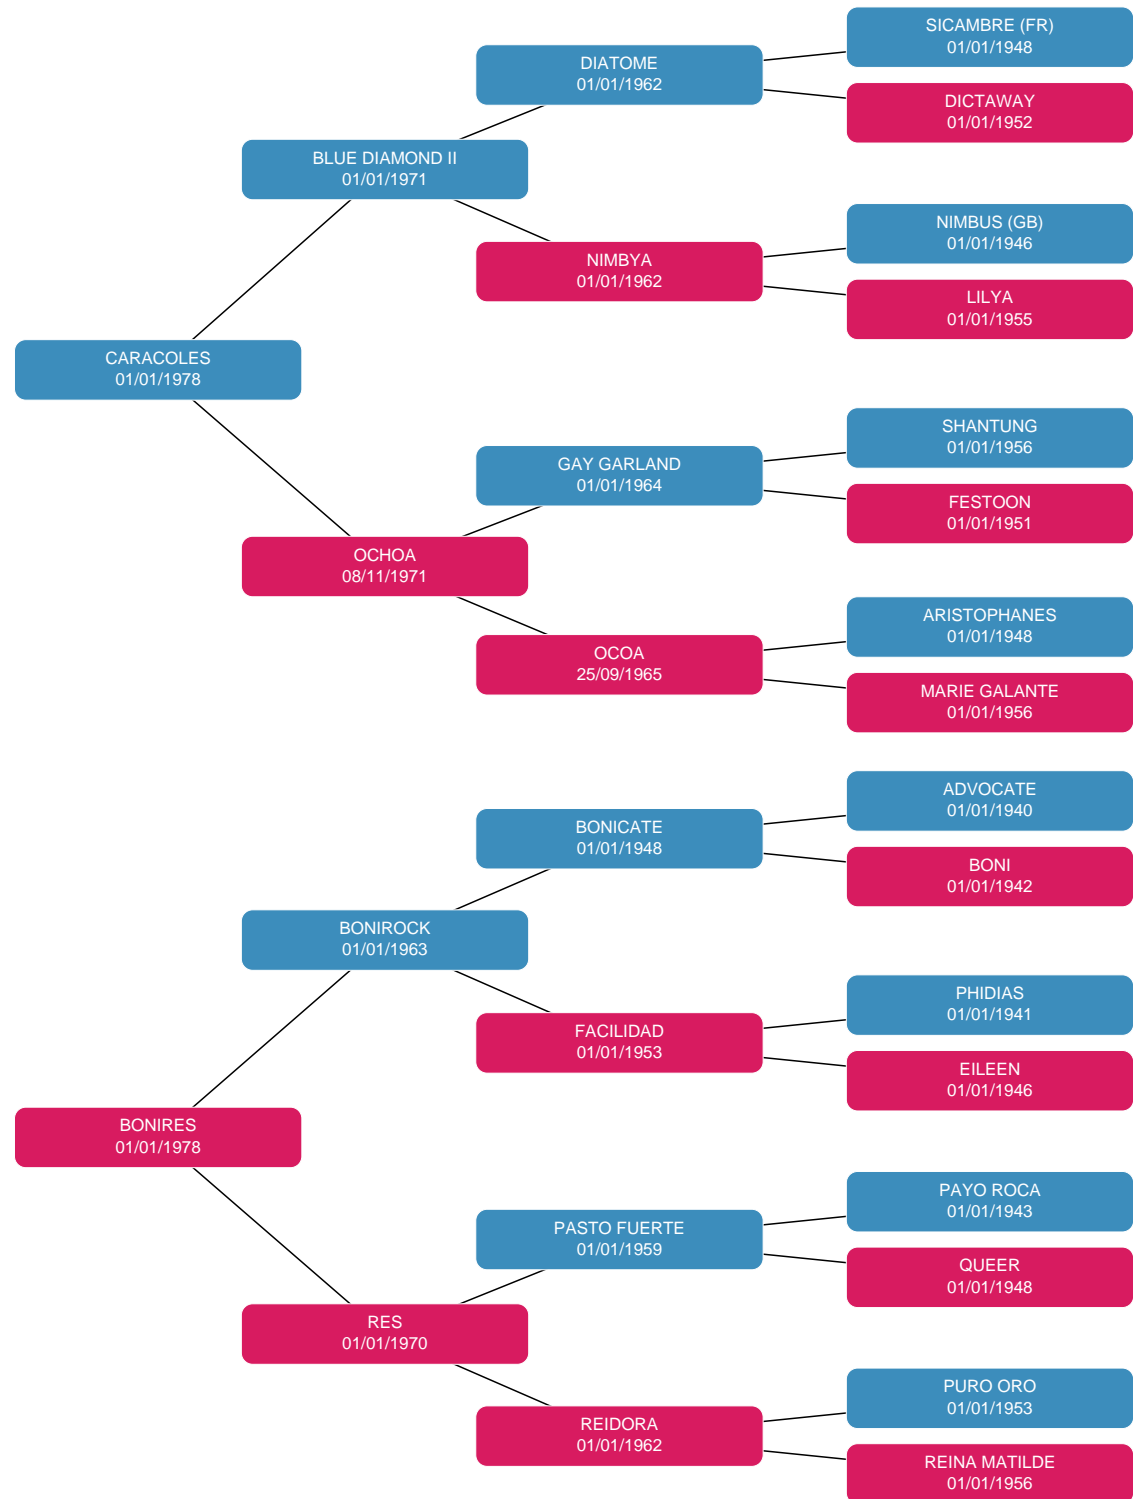 SICAMBRE (FR)
01/01/1948
DIATOME
01/01/1962
DICTAWAY
01/01/1952
BLUE DIAMOND II
01/01/1971
NIMBUS (GB)
01/01/1946
NIMBYA
01/01/1962
LILYA
01/01/1955
CARACOLES
01/01/1978
SHANTUNG
01/01/1956
GAY GARLAND
01/01/1964
FESTOON
01/01/1951
OCHOA
08/11/1971
ARISTOPHANES
01/01/1948
OCOA
25/09/1965
MARIE GALANTE
01/01/1956
ADVOCATE
01/01/1940
BONICATE
01/01/1948
BONI
01/01/1942
BONIROCK
01/01/1963
PHIDIAS
01/01/1941
FACILIDAD
01/01/1953
EILEEN
01/01/1946
BONIRES
01/01/1978
PAYO ROCA
01/01/1943
PASTO FUERTE
01/01/1959
QUEER
01/01/1948
RES
01/01/1970
PURO ORO
01/01/1953
REIDORA
01/01/1962
REINA MATILDE
01/01/1956